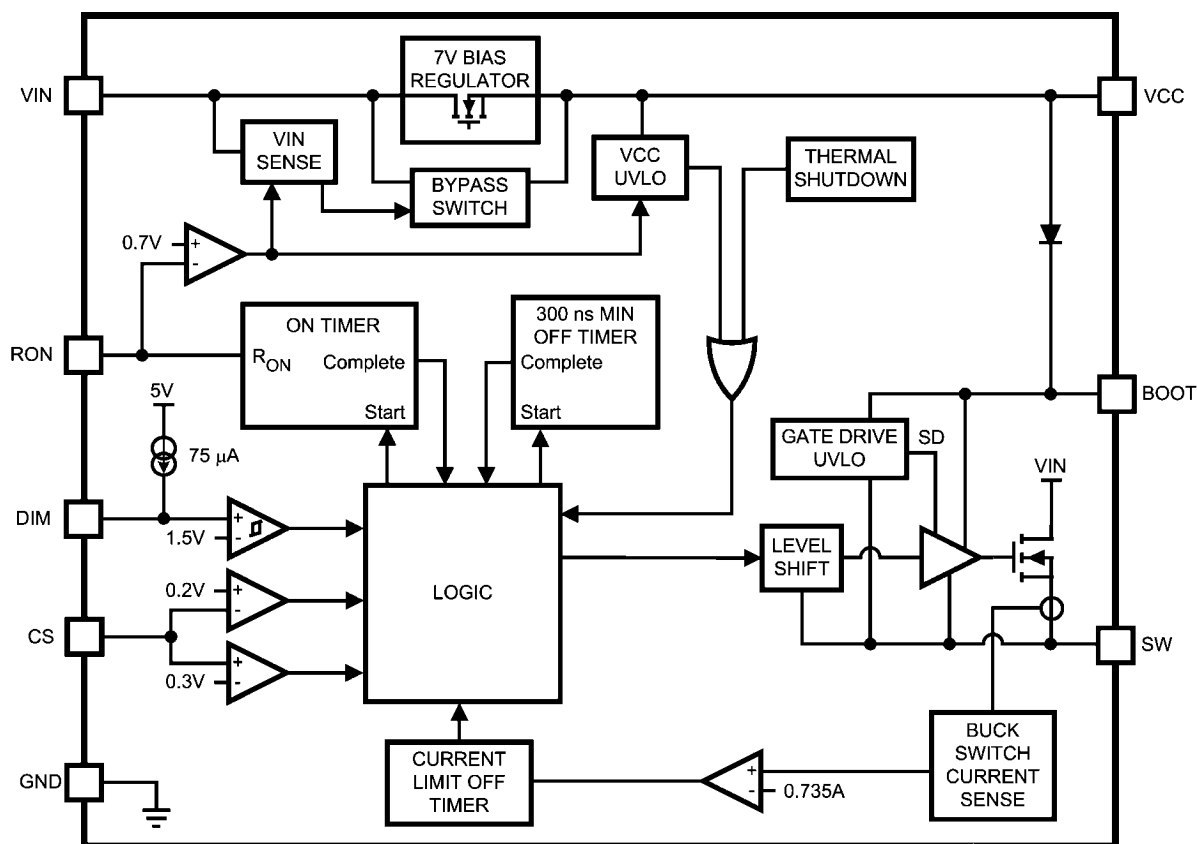 7V BIAS
REGULATOR
VIN
VCC
VIN
SENSE
VCC
UVLO
THERMAL
SHUTDOWN
BYPASS
SWITCH
0.7V
+
-
ON TIMER
300 ns MIN
OFF TIMER
RON
RON
Complete
Complete
Start
Start
5V
75 µA
BOOT
GATE DRIVE
UVLO
SD
VIN
DIM
+
1.5V
-
LEVEL
SHIFT
0.2V
+
-
LOGIC
CS
+
0.3V
-
SW
BUCK
SWITCH
CURRENT
SENSE
CURRENT
LIMIT OFF
TIMER
+
-
0.735A
GND